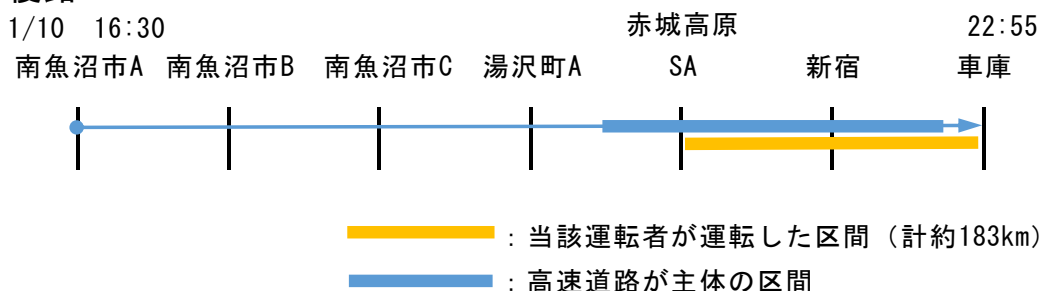 1/10 16:30 赤城高原 22:55
南魚沼市A 南魚沼市B 南魚沼市C 湯沢町A SA 新宿 車庫
：当該運転者が運転した区間（計約183km）
：高速道路が主体の区間